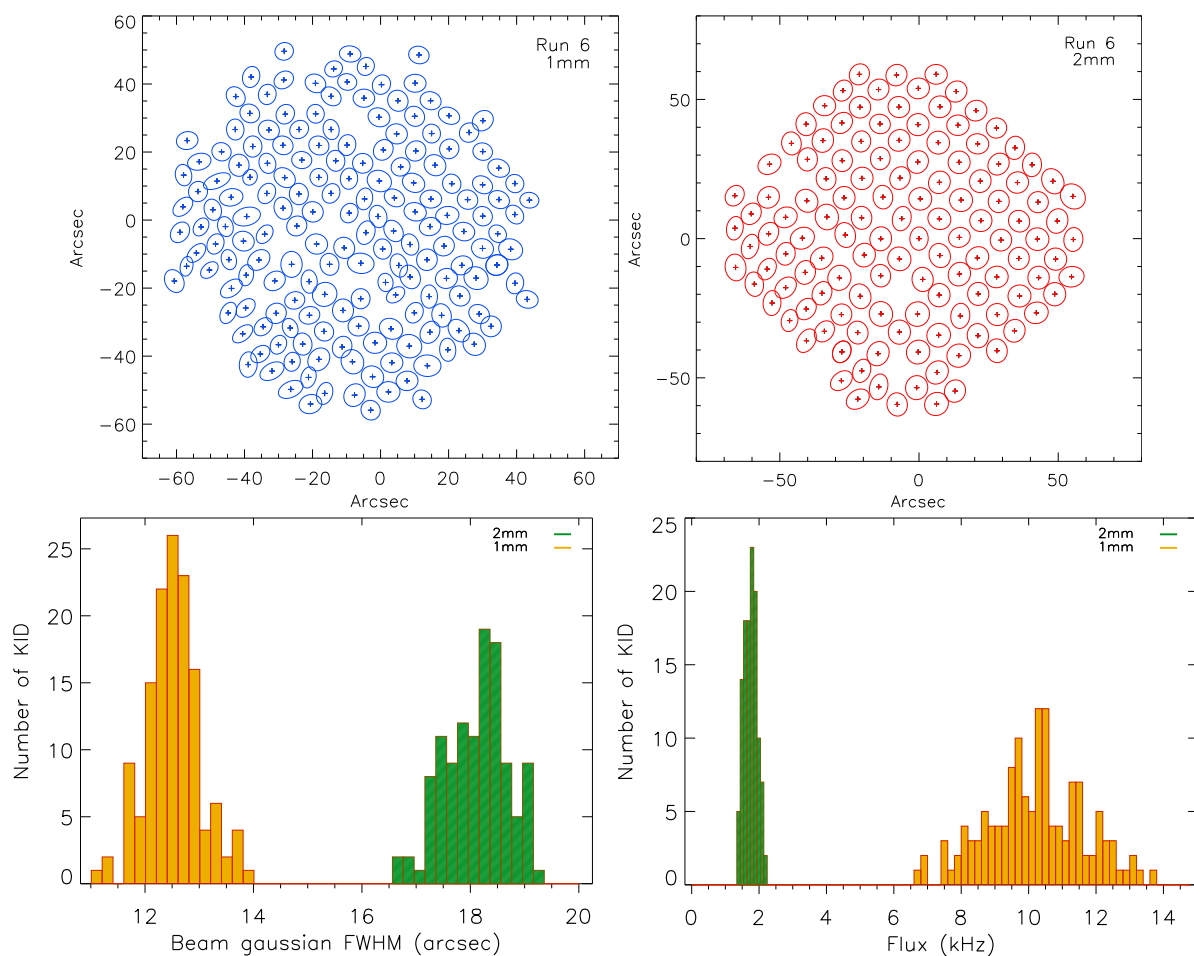 60
40
20
0
−20
−40
−60
Arcsec
Run 6
1mm
−60 −40 −20 0 20 40 60
Arcsec
50
0
−50
Arcsec
Run 6
2mm
−50 0 50
Arcsec
25
20
15
10
5
0
Number of KID
2mm
1mm
12 14 16 18 20
Beam gaussian FWHM (arcsec)
25
20
15
10
5
0
Number of KID
2mm
1mm
0 2 4 6 8 10 12 14
Flux (kHz)